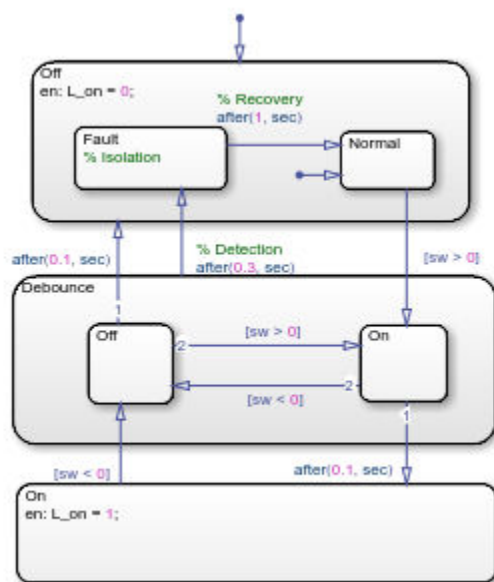 Off
en: L_on = 0;
% Recovery
after(1, sec)
Fault
% Isolation
Normal
after(0.1, sec)
% Detection
after(0.3, sec)
[sw > 0]
Debounce
1
Off
2
[sw > 0]
On
[sw < 0]
2
1
[sw < 0]
after(0.1, sec)
On
en: L_on = 1;